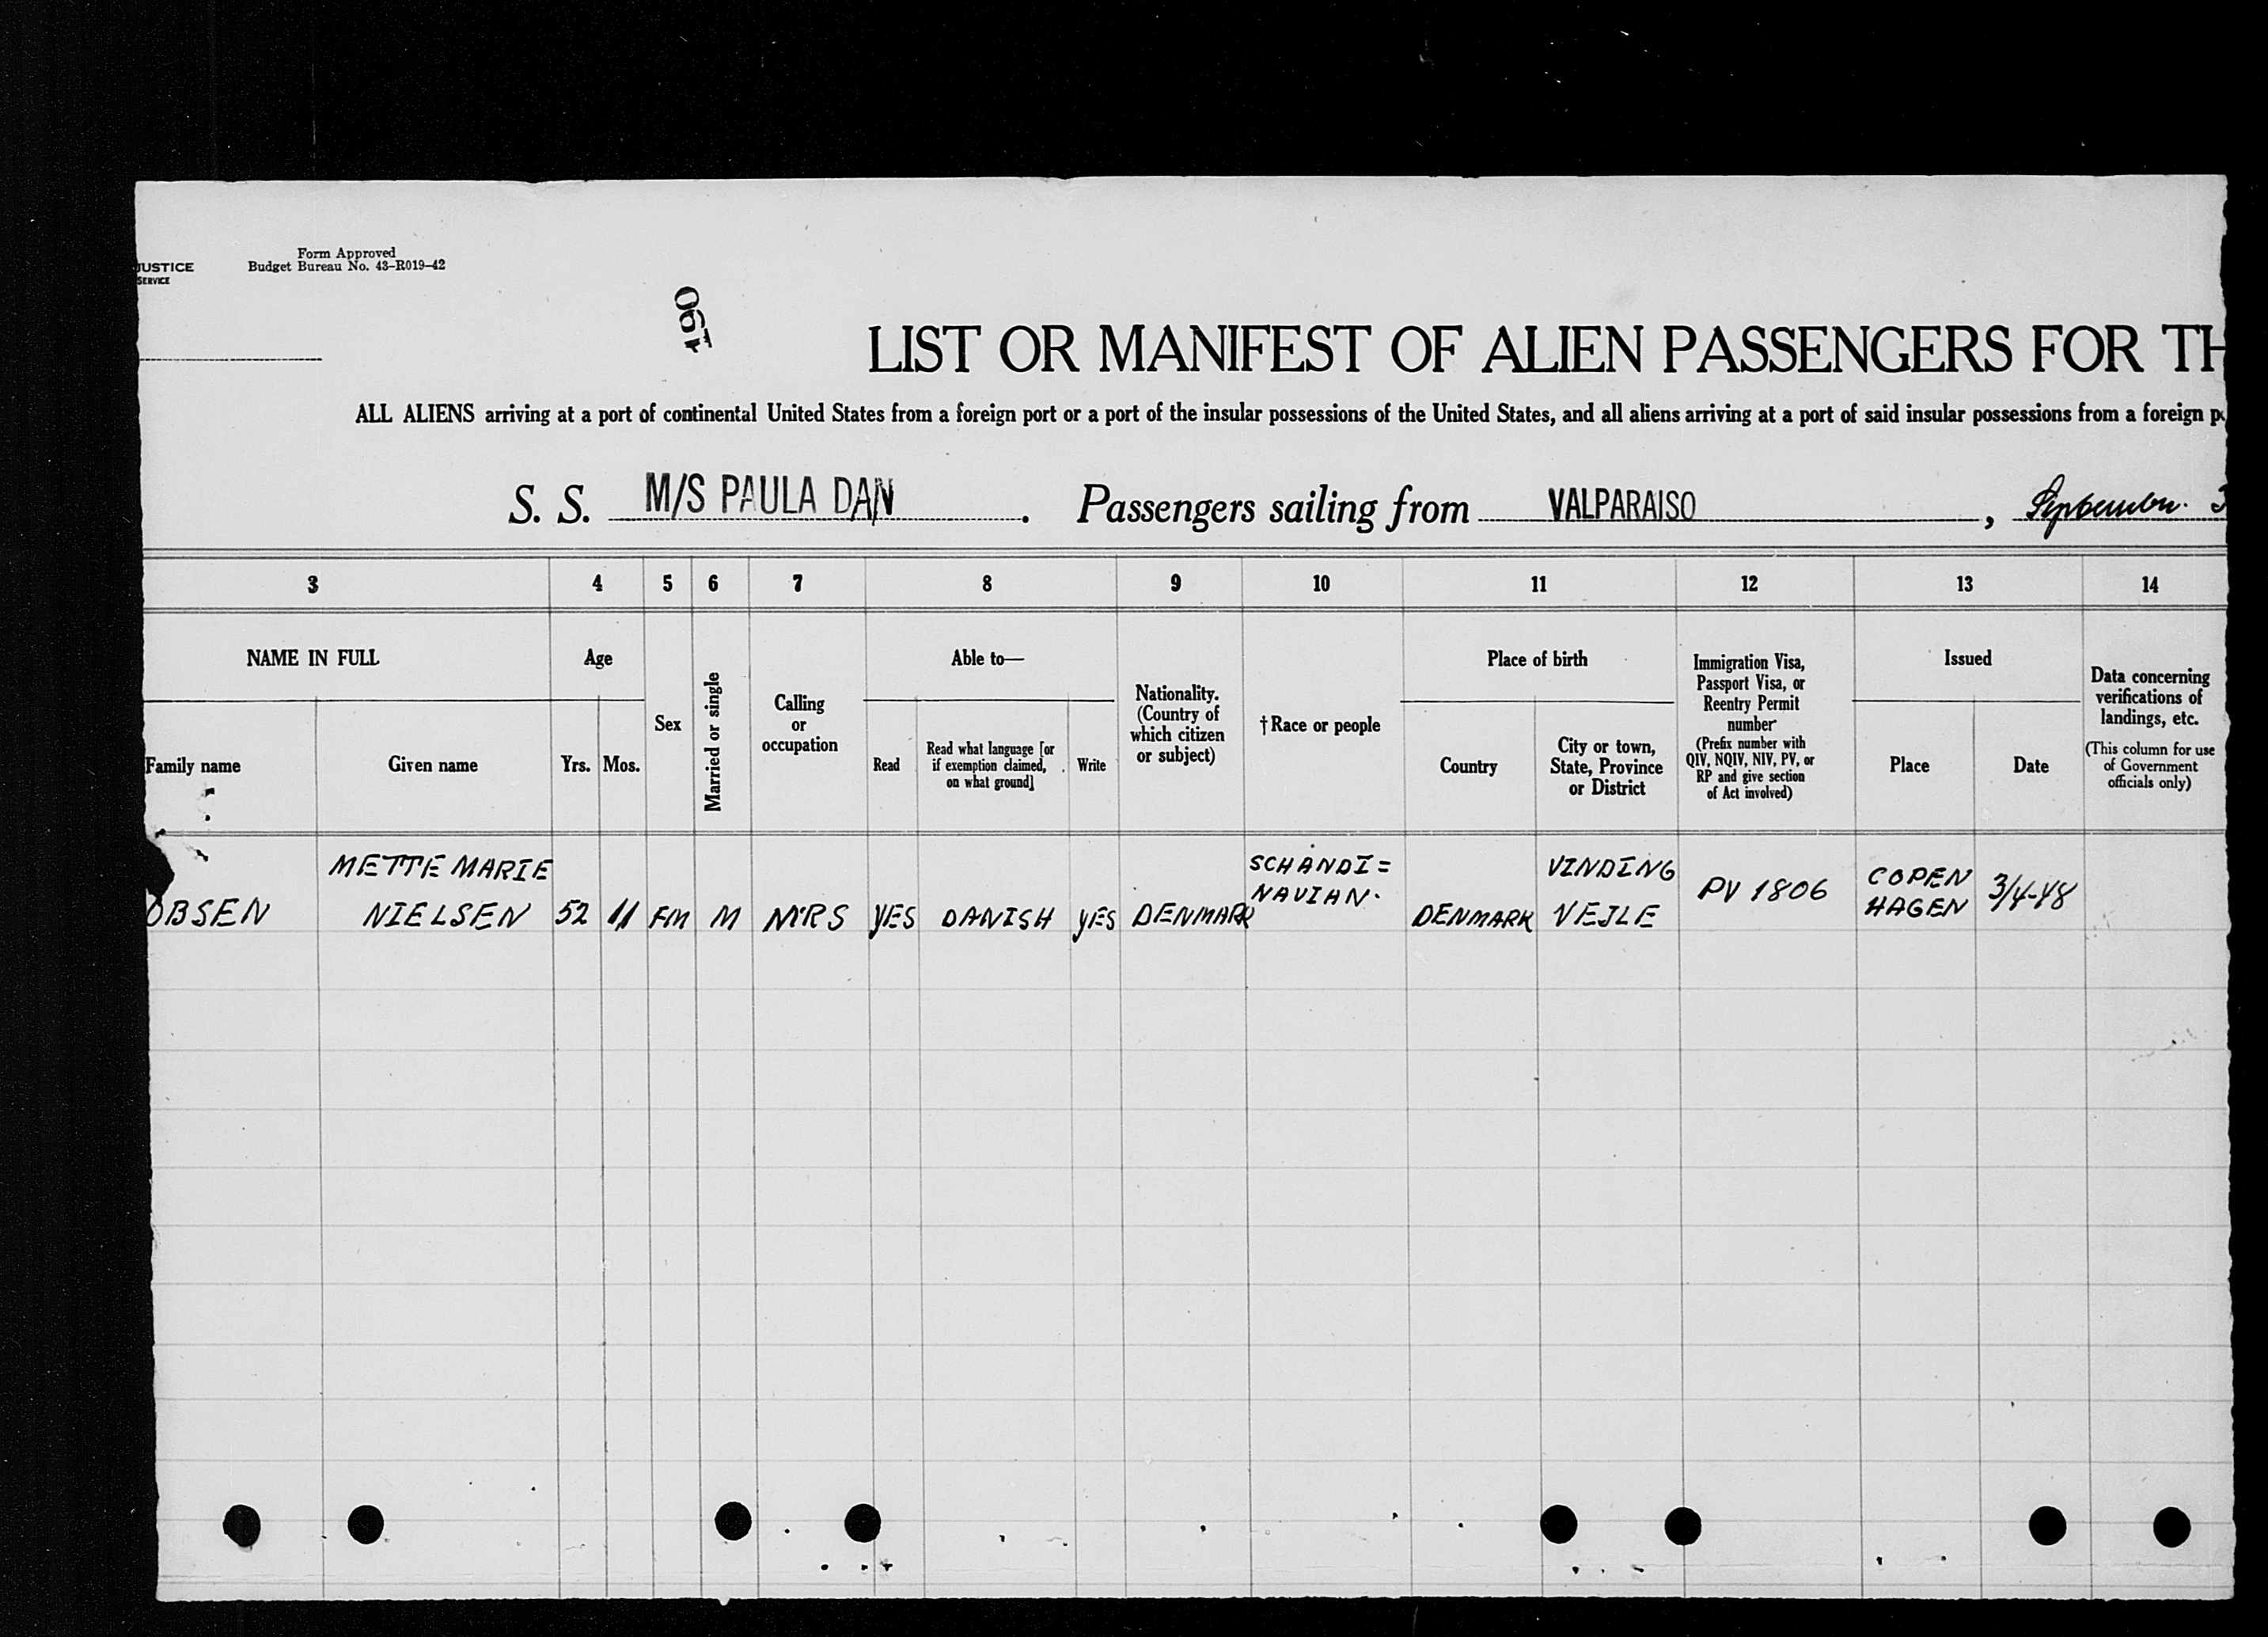 JUSTICE
SERVICE
Form Approved
Budget Bureau No. 43-R019-42
190
LIST OR MANIFEST OF ALIEN PASSENGERS FOR TH
ALL ALIENS arriving at a port of continental United States from a foreign port or a port of the insular possessions of the United States, and all aliens arriving at a port of said insular possessions from a foreign p
S. S. M/S PAULA DAN. Passengers sailing from VALPARAISO, September. 3
3 4 5 6 7 8 9 10 11 12 13 14
NAME IN FULL
Family name
Given name
Age
Yrs.
Mos.
Sex
Married or single
Calling
or
occupation
Able to—
Read
Read what language [or
if exemption claimed,
on what ground]
Write
Nationality.
(Country of
which citizen
or subject)
†Race or people
Place of birth
Country
City or town,
State, Province
or District
Immigration Visa,
Passport Visa, or
Reentry Permit
number
(Prefix number with
QIV, NQIV, NIV, PV, or
RP and give section
of Act involved)
Issued
Place
Date
Data concerning
verifications of
landings, etc.
(This column for use
of Government
officials only)
OBSEN
METTE MARIE
NIELSEN
52
11
FM
M
MRS
YES
DANISH
YES
DENMARK
SCHANDI=
NAVIAN.
DENMARK
VINDING
VEJLE
PV 1806
COPEN
HAGEN
3/4-48